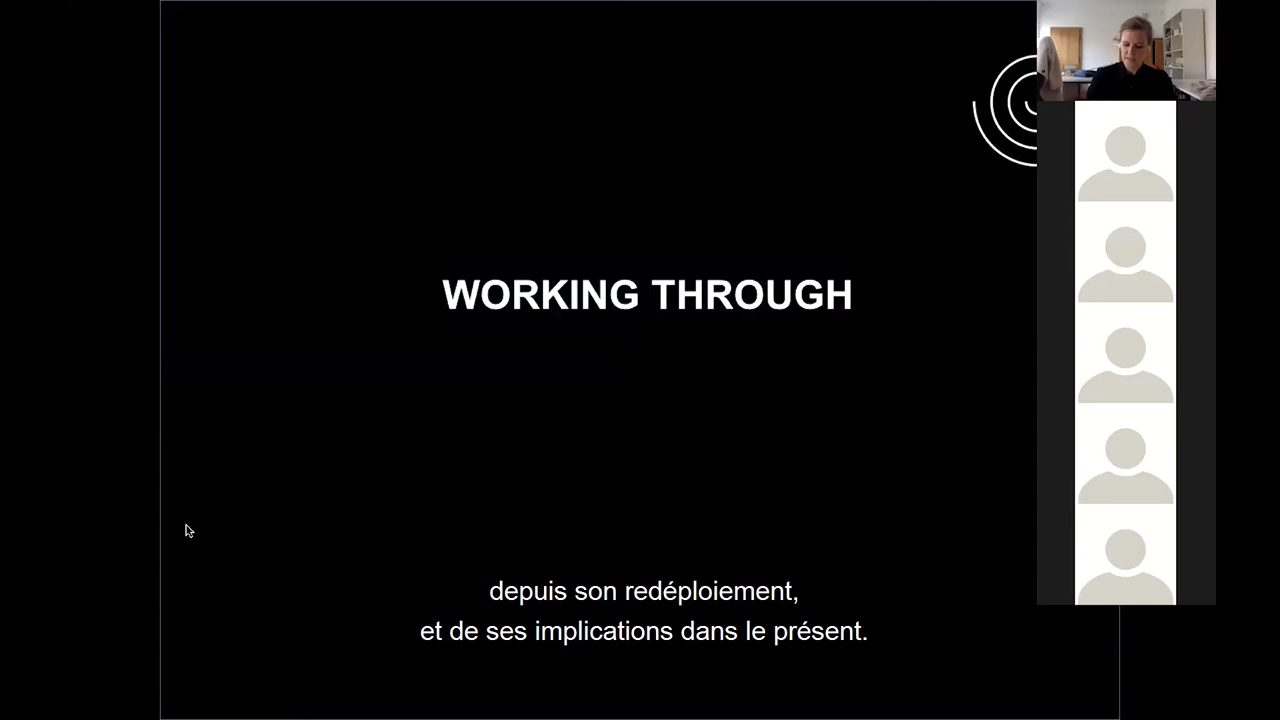 WORKING THROUGH
depuis son redéploiement,
et de ses implications dans le présent.